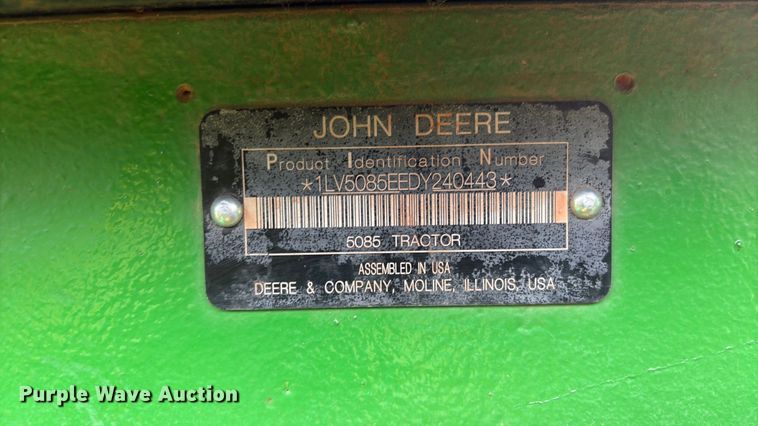 JOHN DEERE
Product Identification Number
*1LV5085EEDY240443*
5085 TRACTOR
ASSEMBLED IN USA
DEERE & COMPANY, MOLINE, ILLINOIS, USA
Purple Wave Auction